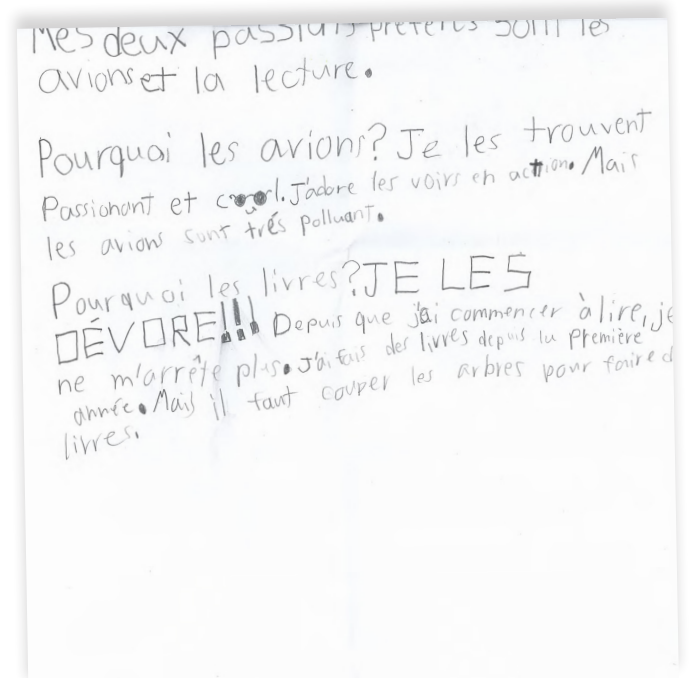 Mes deux passions préférés sont les
avions et la lecture.
Pourquoi les avions? Je les trouvent
Passionant et cool. J'adore les voirs en action. Mais
les avions sont trés polluant.
Pourquoi les livres? JE LES
DÉVORE!!! Depuis que j'ai commencer à lire, je
ne m'arrête plus. J'ai fais des livres depuis la Première
année. Mais il faut couper les arbres pour faire d
livres.